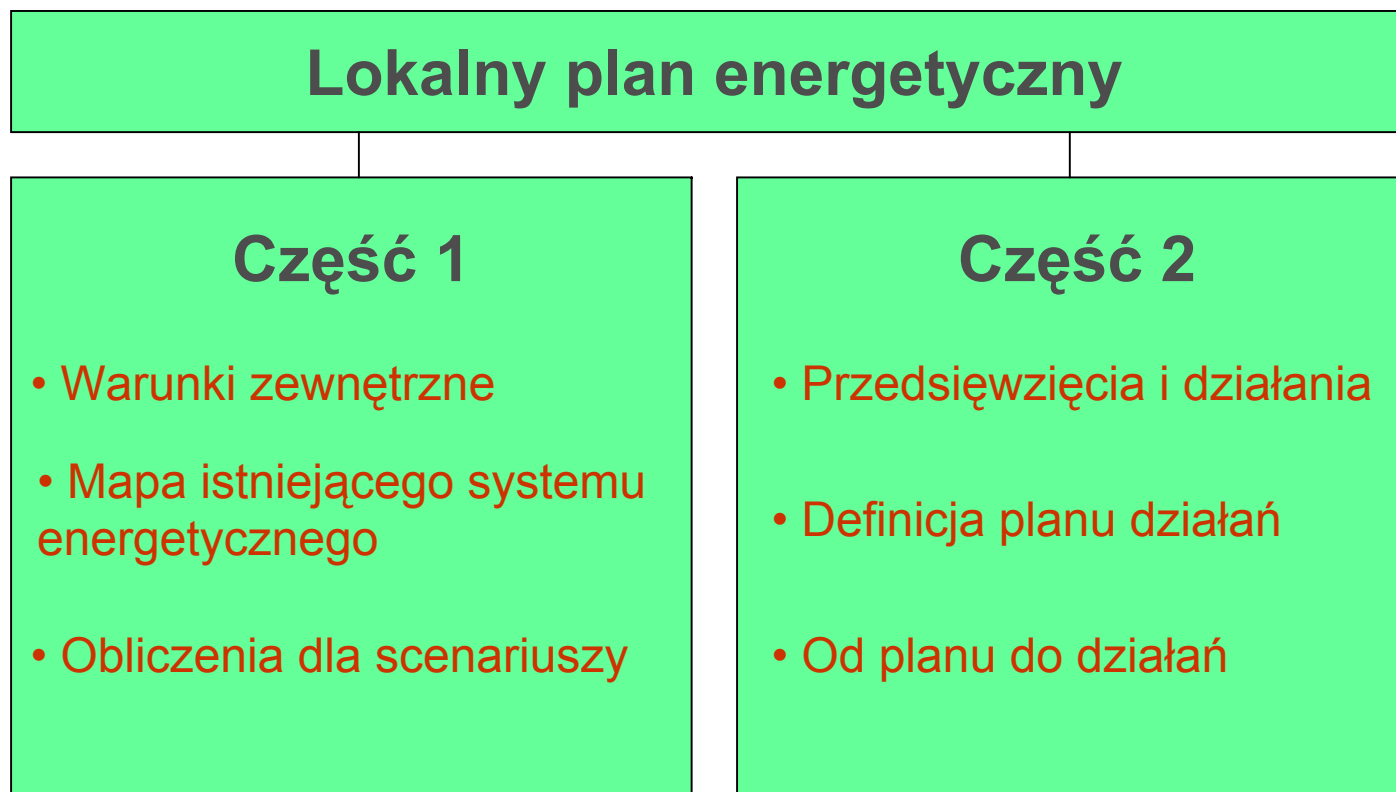 Lokalny plan energetyczny
Część 1
• Warunki zewnętrzne
• Mapa istniejącego systemu
energetycznego
• Obliczenia dla scenariuszy
Część 2
• Przedsięwzięcia i działania
• Definicja planu działań
• Od planu do działań